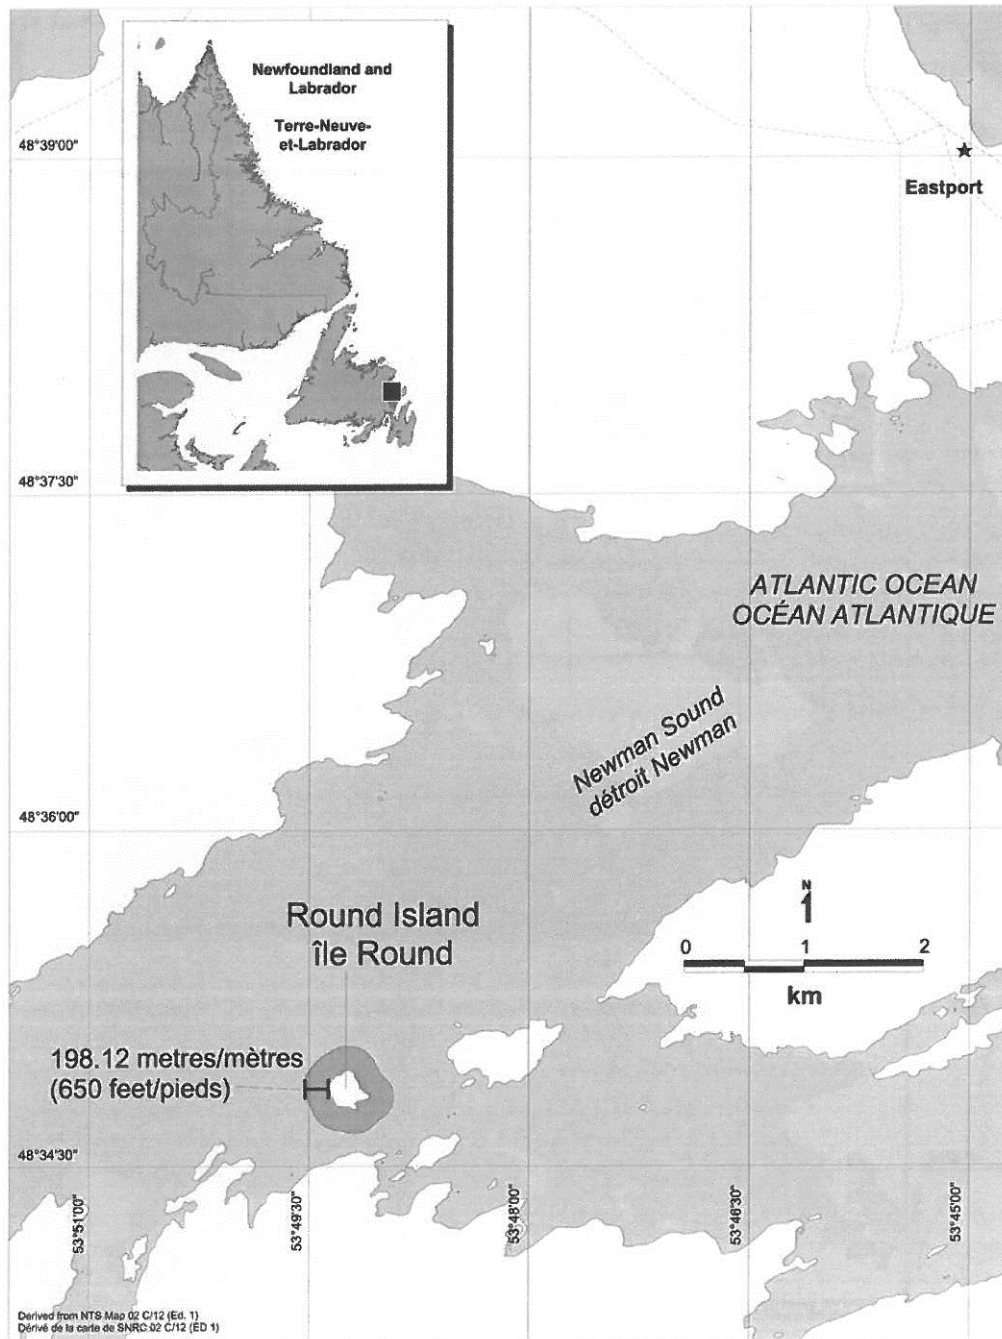 Newfoundland and
Labrador
Terre-Neuve-
et-Labrador
48°39'00"
Eastport
48°37'30"
ATLANTIC OCEAN
OCÉAN ATLANTIQUE
Newman Sound
détroit Newman
48°36'00"
N
1
Round Island
île Round
0 1 2
km
198.12 metres/mètres
(650 feet/pieds)
48°34'30"
53°51'00"
53°49'30"
53°48'00"
53°46'30"
53°45'00"
Derived from NTS Map 02 C/12 (Ed. 1)
Dérivé de la carte de SNRC 02 C/12 (ED 1)